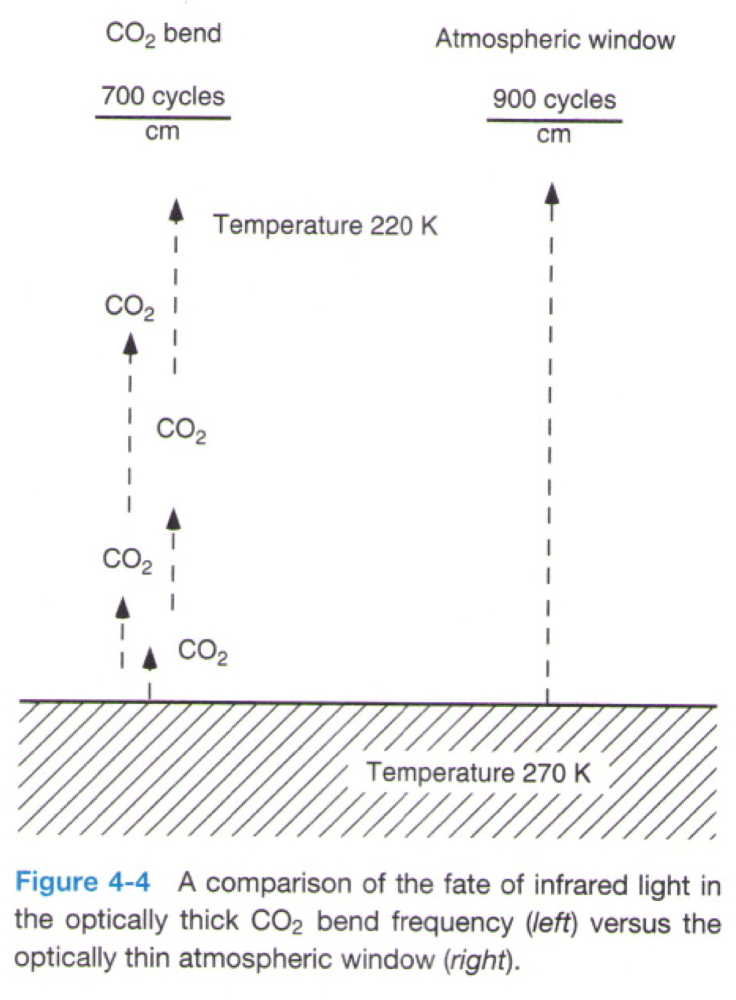 CO₂ bend
Atmospheric window
700 cycles
cm
900 cycles
cm
Temperature 220 K
CO₂
CO₂
CO₂
CO₂
Temperature 270 K
Figure 4-4 A comparison of the fate of infrared light in
the optically thick CO₂ bend frequency (left) versus the
optically thin atmospheric window (right).